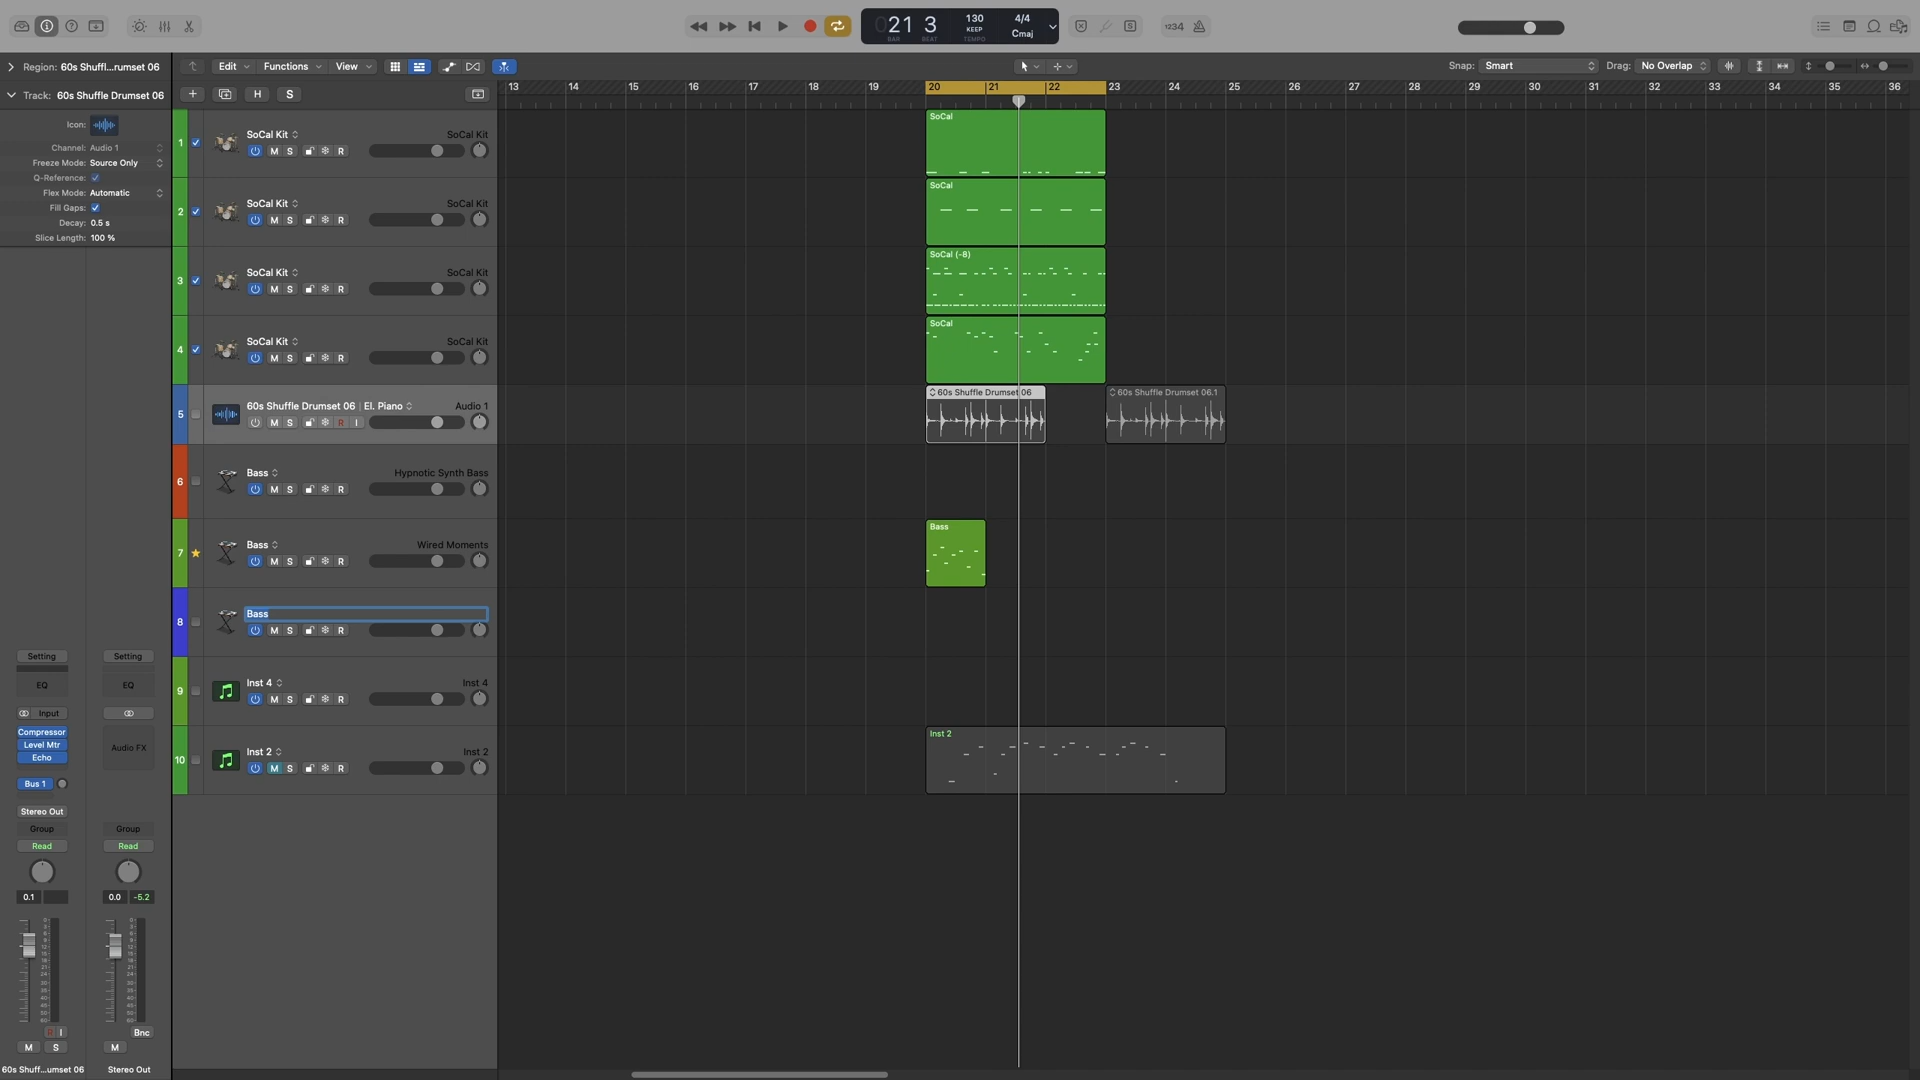 021 3
BAR BEAT
130
KEEP
TEMPO
4/4
Cmaj
1234
Region: 60s Shuffl...rumset 06
Edit Functions View
Snap: Smart
Drag: No Overlap
Track: 60s Shuffle Drumset 06
H S
13 14 15 16 17 18 19 20 21 22 23 24 25 26 27 28 29 30 31 32 33 34 35 36
Icon:
Channel: Audio 1
Freeze Mode: Source Only
Q-Reference:
Flex Mode: Automatic
Fill Gaps:
Decay: 0.5 s
Slice Length: 100 %
1 SoCal Kit SoCal Kit
M S R
SoCal
2 SoCal Kit SoCal Kit
M S R
SoCal
3 SoCal Kit SoCal Kit
M S R
SoCal (-8)
4 SoCal Kit SoCal Kit
M S R
SoCal
5 60s Shuffle Drumset 06 | El. Piano Audio 1
M S R I
60s Shuffle Drumset 06
60s Shuffle Drumset 06.1
6 Bass Hypnotic Synth Bass
M S R
7 Bass Wired Moments
M S R
Bass
8 Bass
M S R
9 Inst 4 Inst 4
M S R
10 Inst 2 Inst 2
M S R
Inst 2
Setting Setting
EQ EQ
Input
Compressor
Level Mtr
Echo
Audio FX
Bus 1
Stereo Out
Group Group
Read Read
0.1 0.0 -5.2
R I
Bnc
M S M
60s Shuff...umset 06 Stereo Out